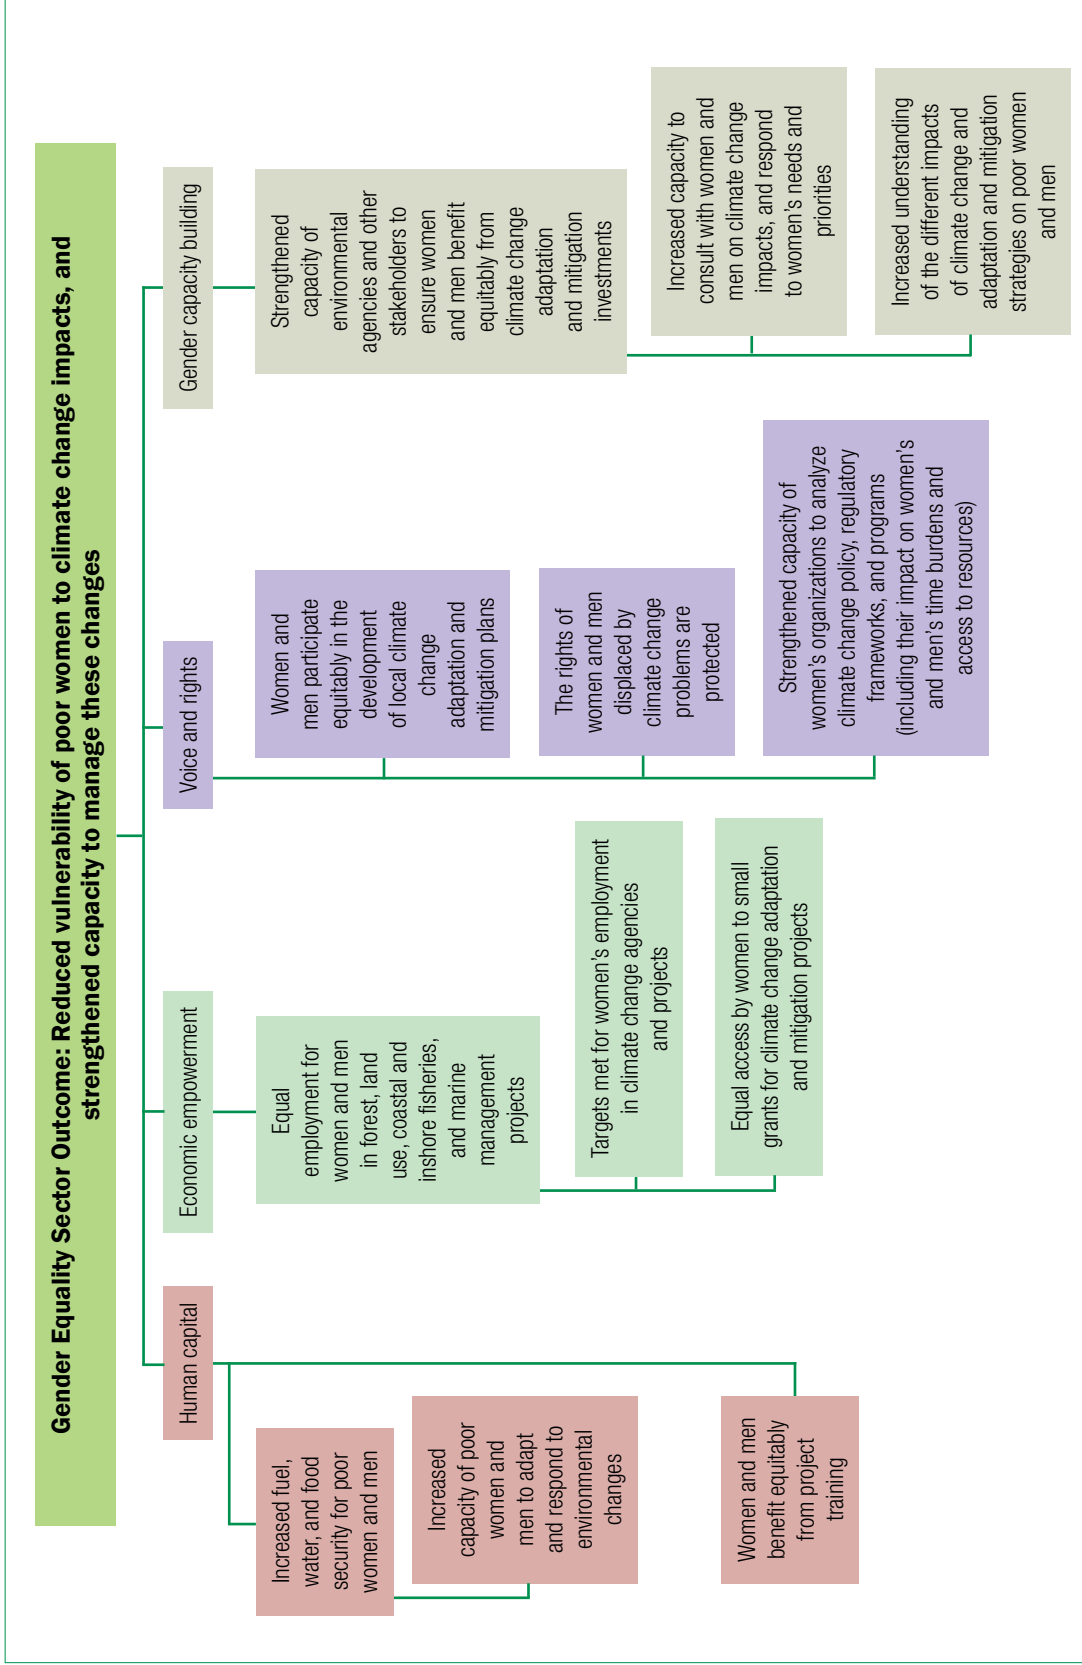 Gender Equality Sector Outcome: Reduced vulnerability of poor women to climate change impacts, and
strengthened capacity to manage these changes
Human capital
Increased fuel,
water, and food
security for poor
women and men
Increased
capacity of poor
women and
men to adapt
and respond to
environmental
changes
Women and men
benefit equitably
from project
training
Economic empowerment
Equal
employment for
women and men
in forest, land
use, coastal and
inshore fisheries,
and marine
management
projects
Targets met for women's employment
in climate change agencies
and projects
Equal access by women to small
grants for climate change adaptation
and mitigation projects
Voice and rights
Women and
men participate
equitably in the
development
of local climate
change
adaptation and
mitigation plans
The rights of
women and men
displaced by
climate change
problems are
protected
Strengthened capacity of
women's organizations to analyze
climate change policy, regulatory
frameworks, and programs
(including their impact on women's
and men's time burdens and
access to resources)
Gender capacity building
Strengthened
capacity of
environmental
agencies and other
stakeholders to
ensure women
and men benefit
equitably from
climate change
adaptation
and mitigation
investments
Increased capacity to
consult with women and
men on climate change
impacts, and respond
to women's needs and
priorities
Increased understanding
of the different impacts
of climate change and
adaptation and mitigation
strategies on poor women
and men